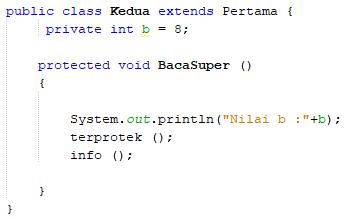 public class Kedua extends Pertama {
private int b = 8;
protected void BacaSuper ()
{
System.out.println("Nilai b :"+b);
terprotek ();
info ();
}
}